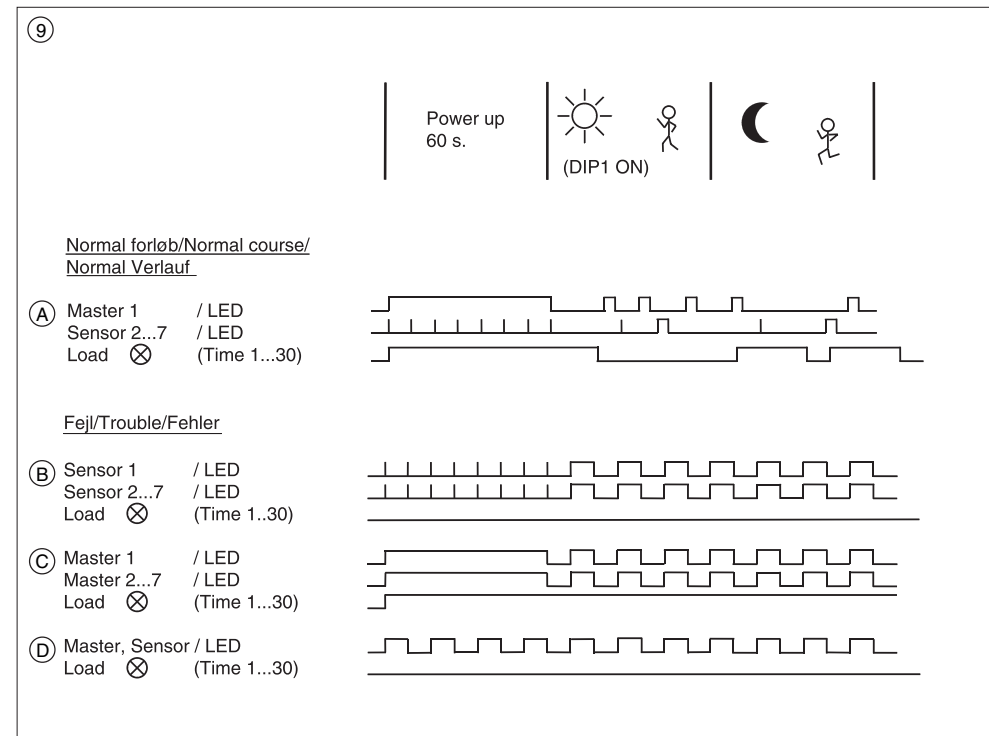 9
Power up
60 s.
(DIP1 ON)
Normal forløb/Normal course/
Normal Verlauf
A Master 1 / LED
Sensor 2...7 / LED
Load (Time 1...30)
Fejl/Trouble/Fehler
B Sensor 1 / LED
Sensor 2...7 / LED
Load (Time 1..30)
C Master 1 / LED
Master 2...7 / LED
Load (Time 1...30)
D Master, Sensor / LED
Load (Time 1...30)